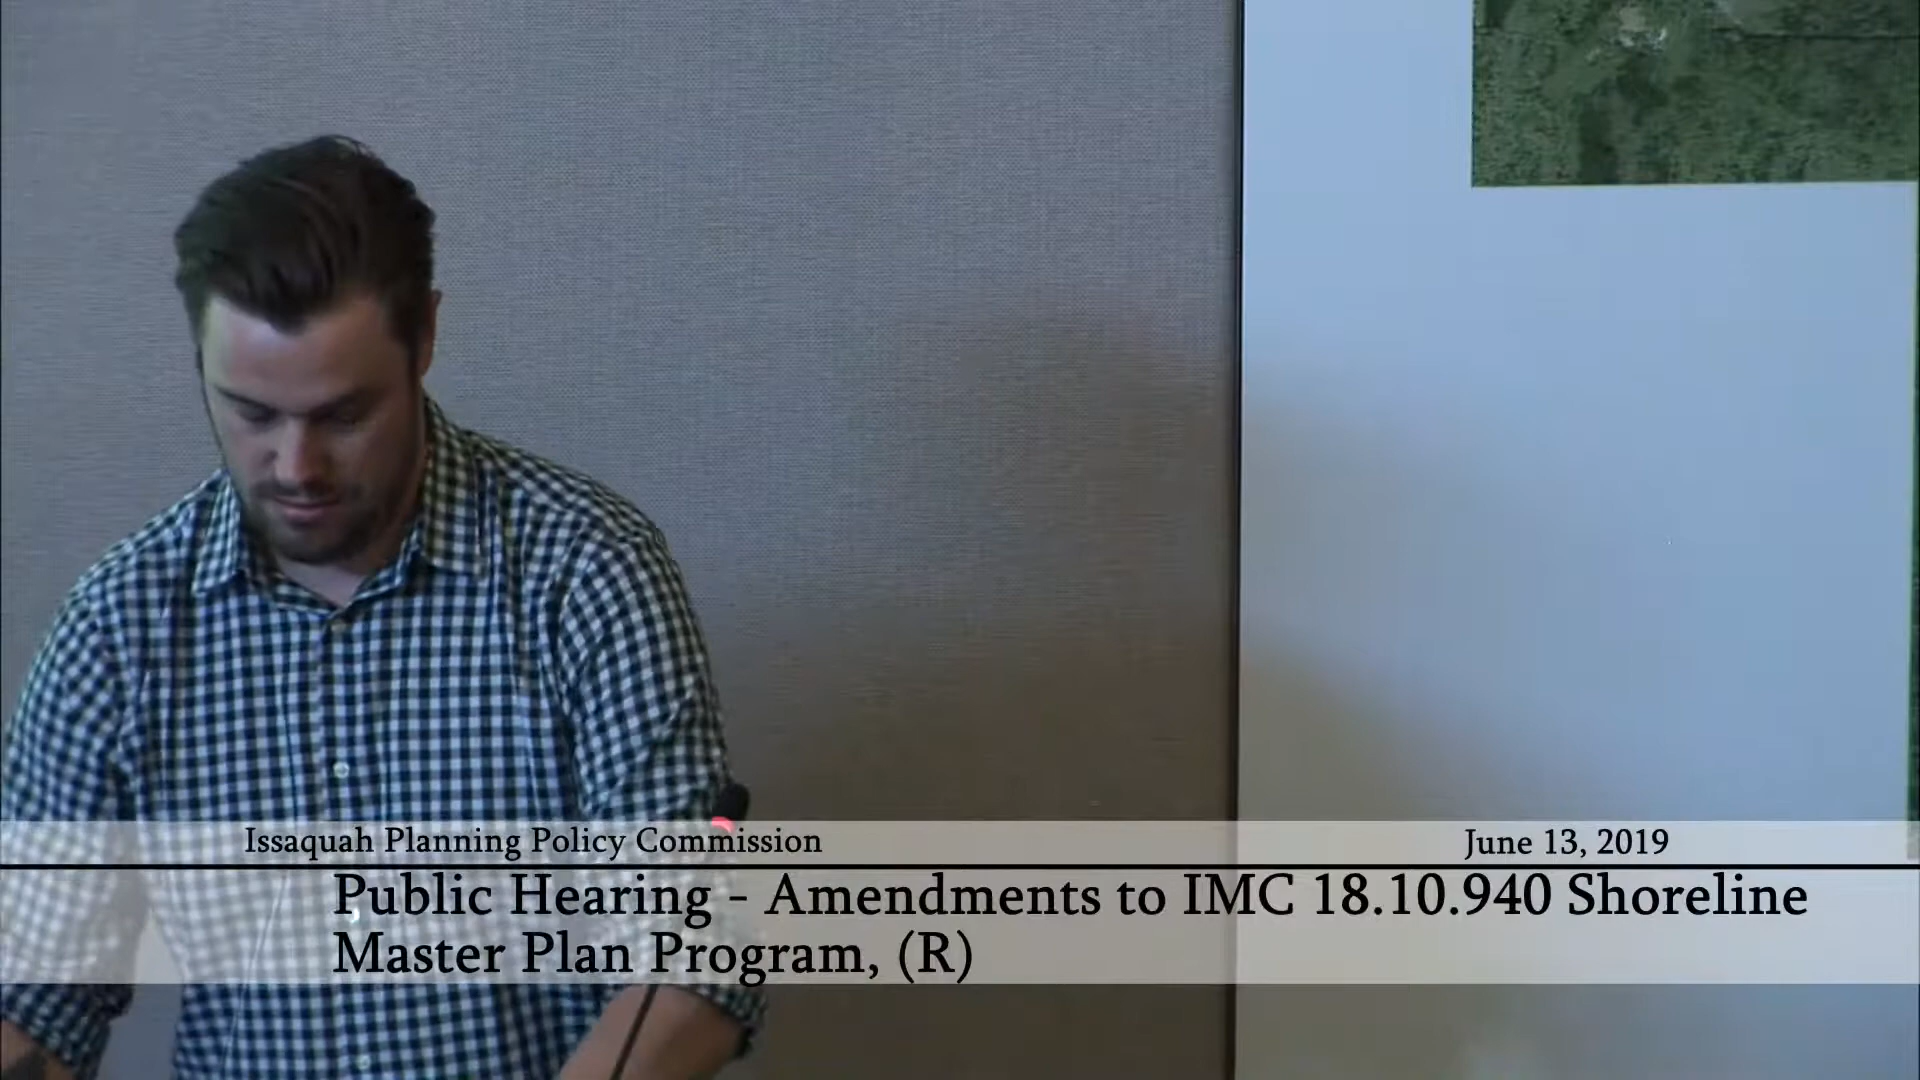 Issaquah Planning Policy Commission
June 13, 2019
Public Hearing - Amendments to IMC 18.10.940 Shoreline
Master Plan Program, (R)